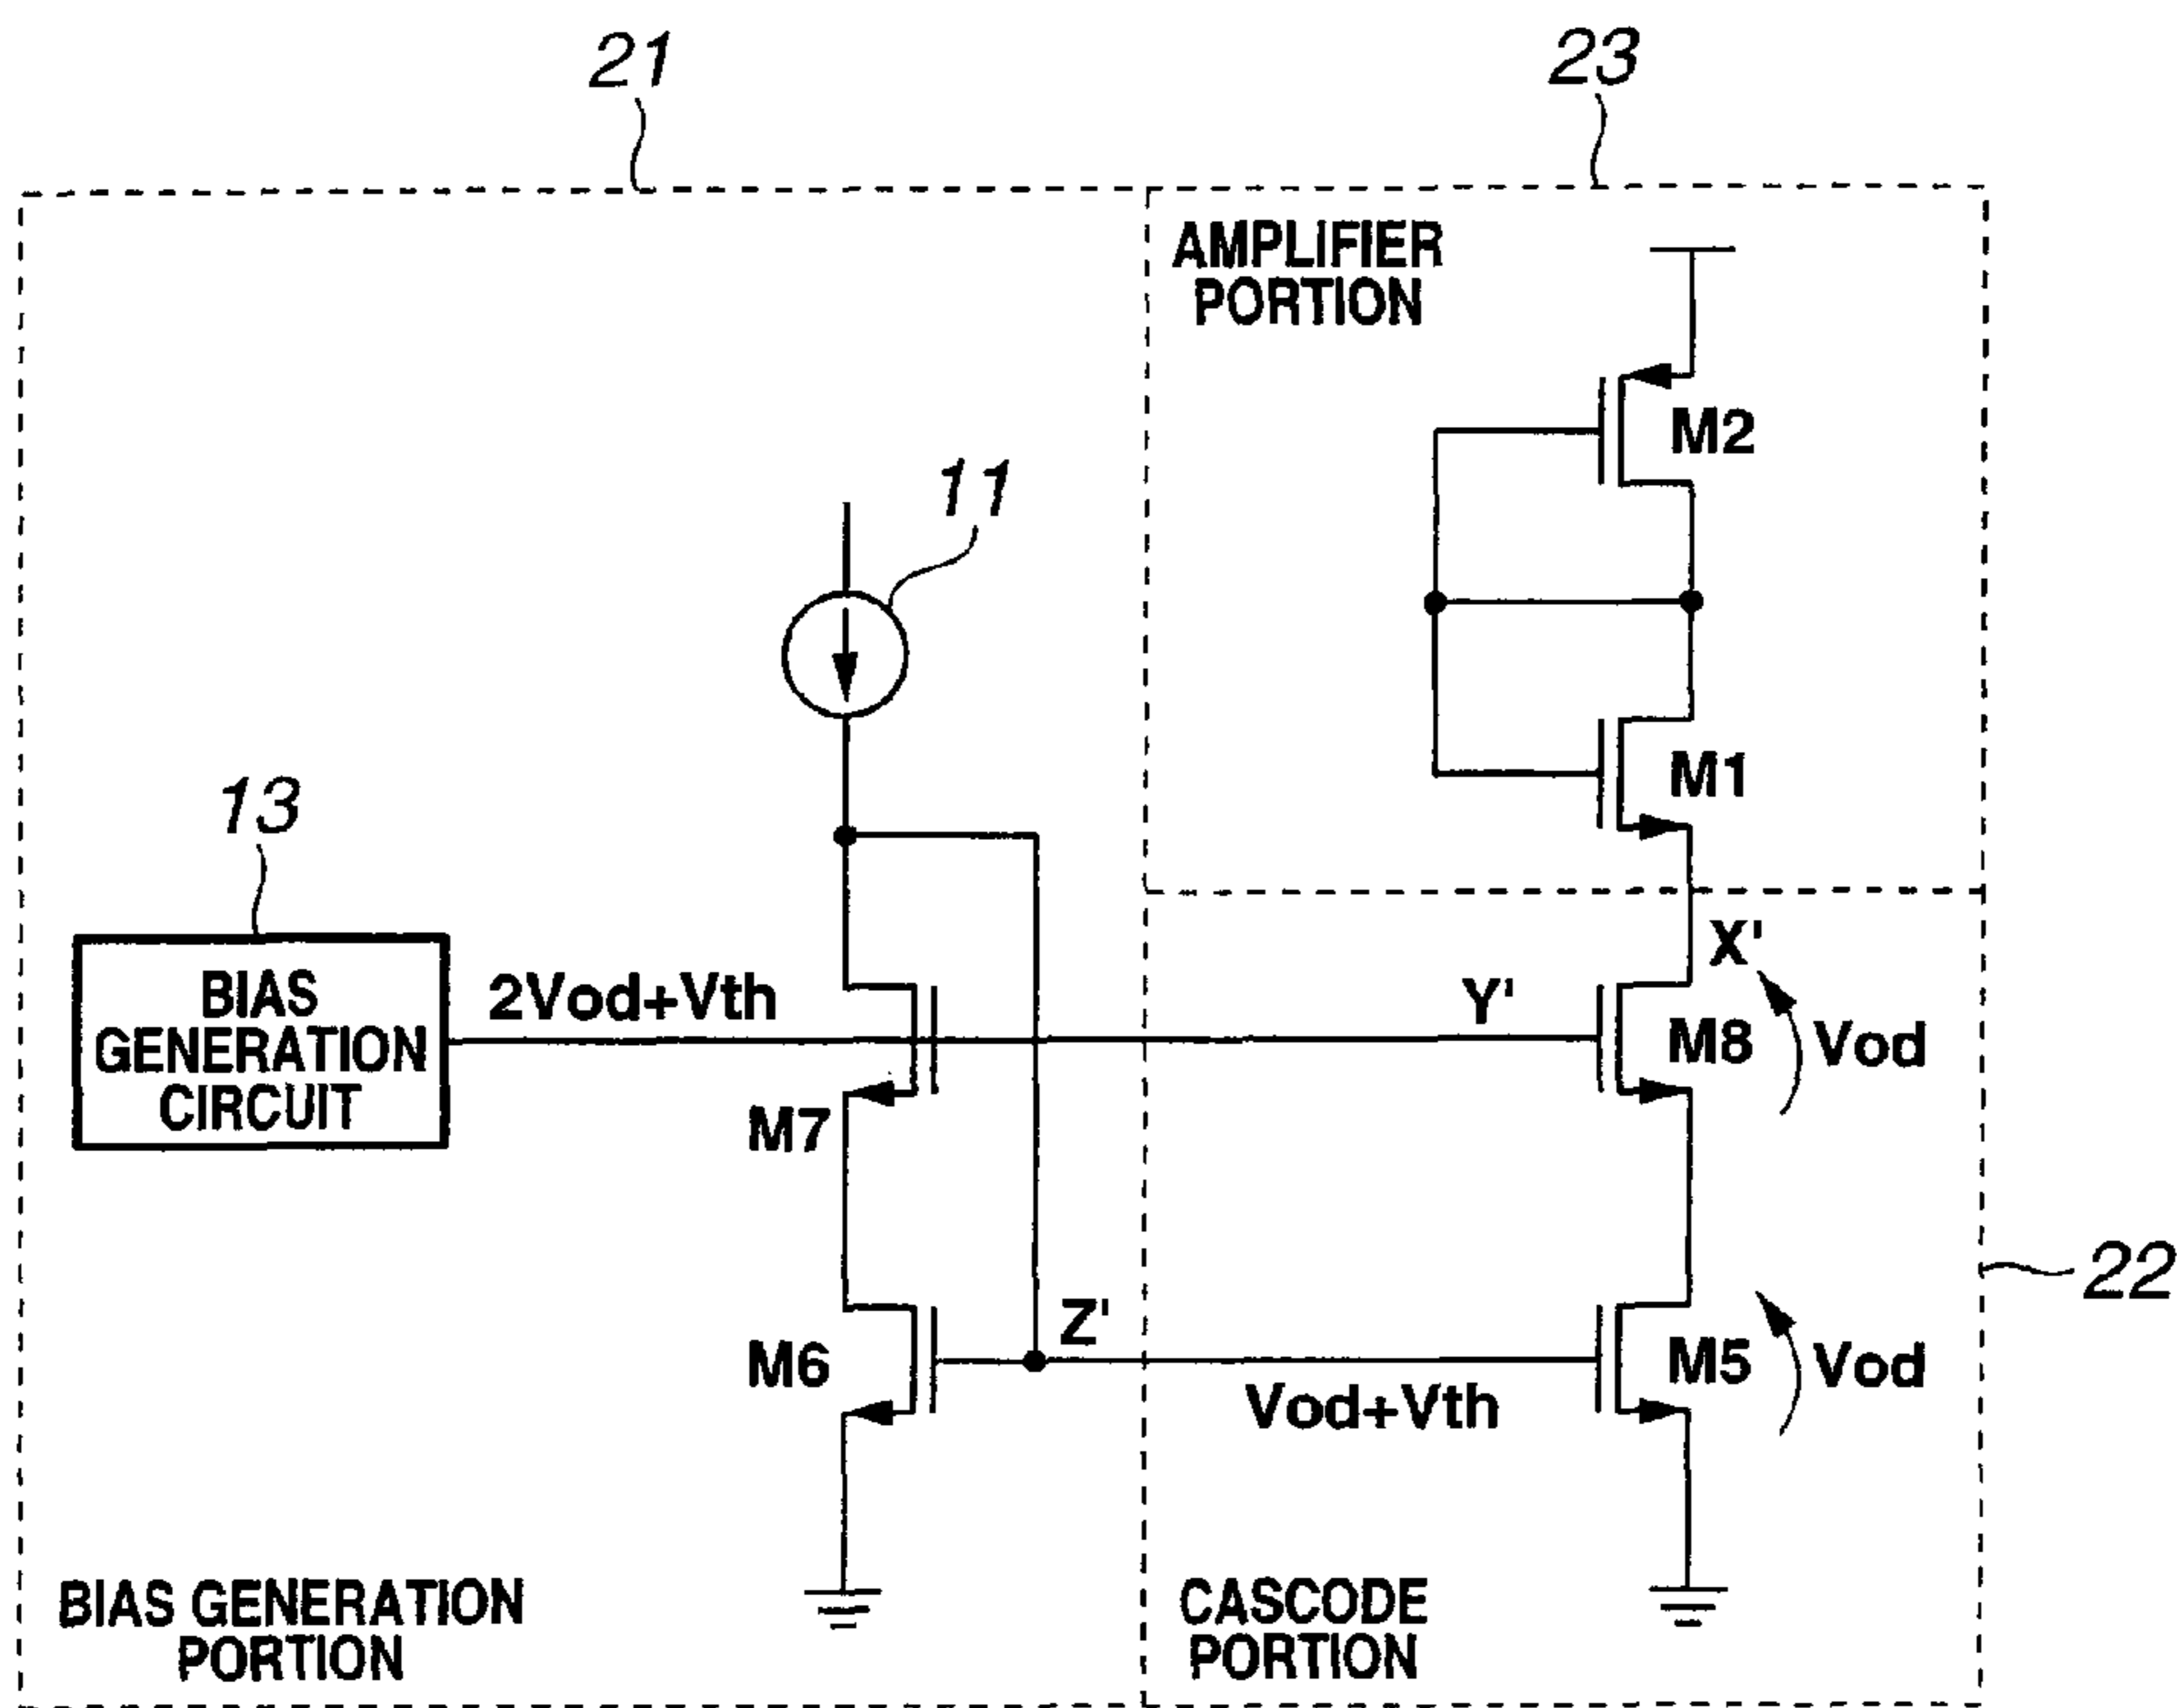 21
23
AMPLIFIER
PORTION
M2
11
M1
13
X'
BIAS
GENERATION
CIRCUIT
2Vod+Vth
Y'
M8
Vod
M7
22
Z'
M6
M5
Vod
Vod+Vth
BIAS GENERATION
PORTION
CASCODE
PORTION